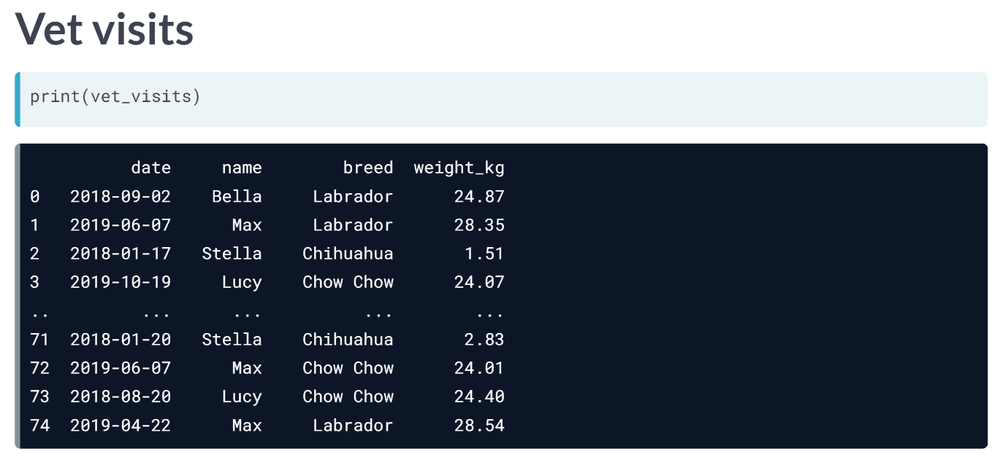 Vet visits
print(vet_visits)
date name breed weight_kg
0 2018-09-02 Bella Labrador 24.87
1 2019-06-07 Max Labrador 28.35
2 2018-01-17 Stella Chihuahua 1.51
3 2019-10-19 Lucy Chow Chow 24.07
.. ... ... ... ...
71 2018-01-20 Stella Chihuahua 2.83
72 2019-06-07 Max Chow Chow 24.01
73 2018-08-20 Lucy Chow Chow 24.40
74 2019-04-22 Max Labrador 28.54